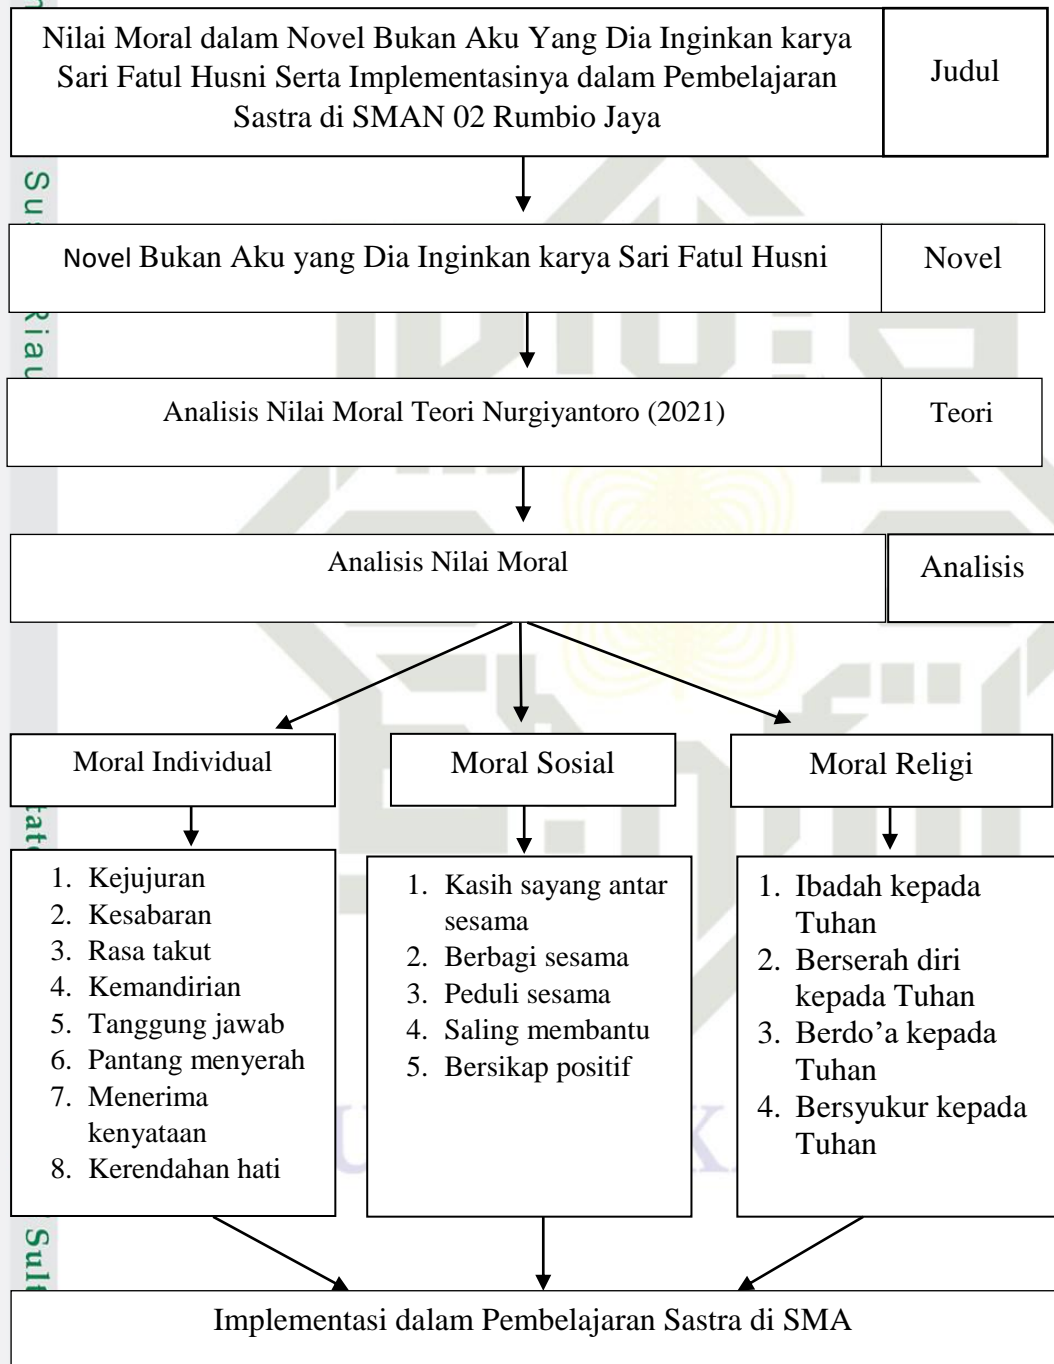 Nilai Moral dalam Novel Bukan Aku Yang Dia Inginkan karya
Sari Fatul Husni Serta Implementasinya dalam Pembelajaran
Sastra di SMAN 02 Rumbio Jaya
Judul
Novel Bukan Aku yang Dia Inginkan karya Sari Fatul Husni
Novel
Analisis Nilai Moral Teori Nurgiyantoro (2021)
Teori
Analisis Nilai Moral
Analisis
Moral Individual
Moral Sosial
Moral Religi
1. Kejujuran
2. Kesabaran
3. Rasa takut
4. Kemandirian
5. Tanggung jawab
6. Pantang menyerah
7. Menerima
kenyataan
8. Kerendahan hati
1. Kasih sayang antar
sesama
2. Berbagi sesama
3. Peduli sesama
4. Saling membantu
5. Bersikap positif
1. Ibadah kepada
Tuhan
2. Berserah diri
kepada Tuhan
3. Berdo’a kepada
Tuhan
4. Bersyukur kepada
Tuhan
Implementasi dalam Pembelajaran Sastra di SMA
Riau